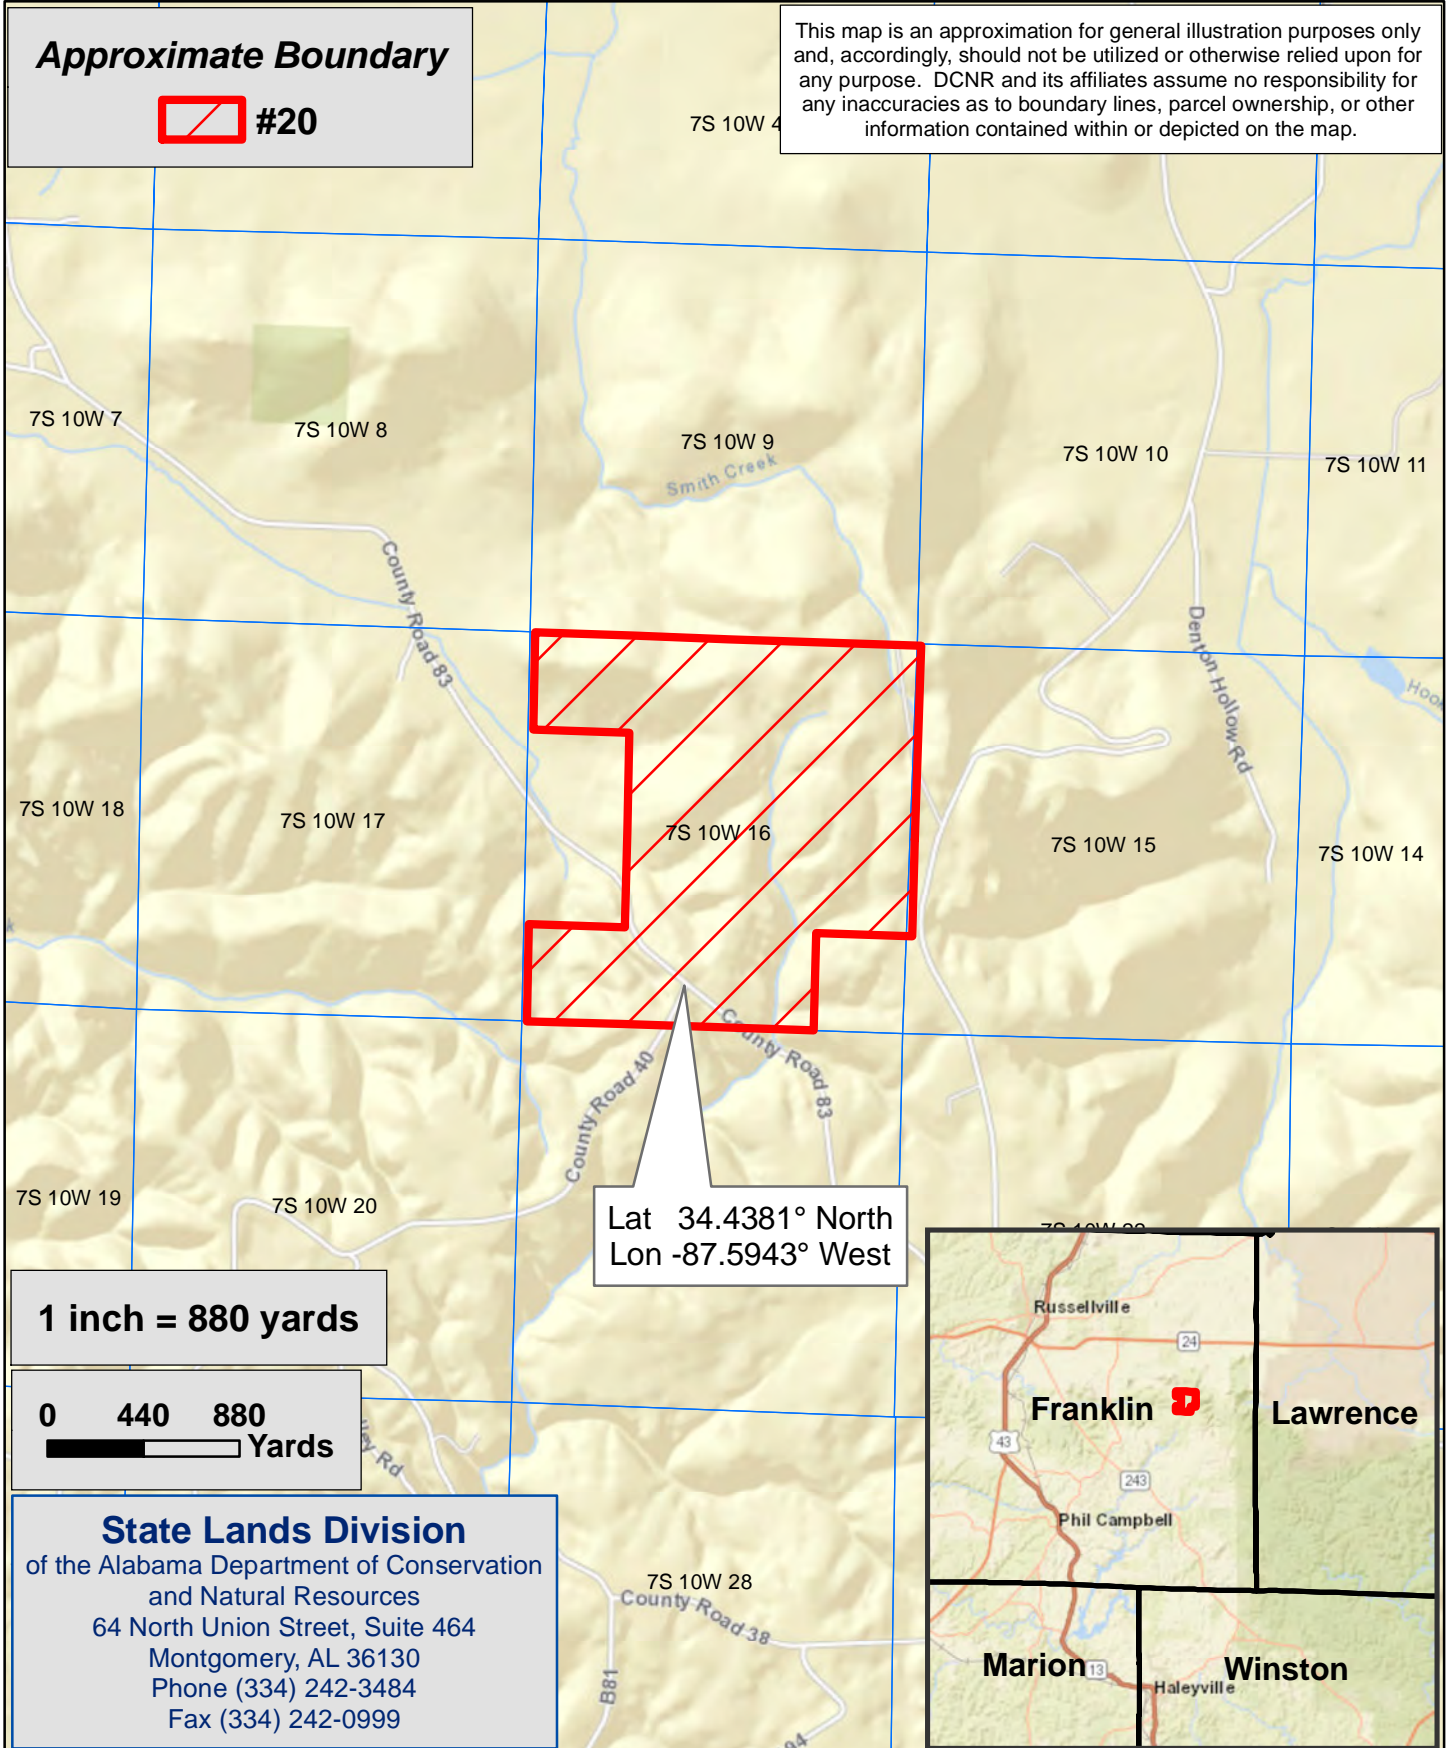 Approximate Boundary
#20
This map is an approximation for general illustration purposes only
and, accordingly, should not be utilized or otherwise relied upon for
any purpose. DCNR and its affiliates assume no responsibility for
any inaccuracies as to boundary lines, parcel ownership, or other
information contained within or depicted on the map.
7S 10W 4
7S 10W 7
7S 10W 8
7S 10W 9
7S 10W 10
7S 10W 11
Smith Creek
County Road 83
Denton Hollow Rd
7S 10W 18
7S 10W 17
7S 10W 16
7S 10W 15
7S 10W 14
County Road 40
County Road 83
7S 10W 19
7S 10W 20
Lat 34.4381° North
Lon -87.5943° West
1 inch = 880 yards
0 440 880
Yards
Rd
State Lands Division
of the Alabama Department of Conservation
and Natural Resources
64 North Union Street, Suite 464
Montgomery, AL 36130
Phone (334) 242-3484
Fax (334) 242-0999
7S 10W 28
County Road 38
B81
Russellville
24
Franklin
Lawrence
43
243
Phil Campbell
Marion
13
Winston
Haleyville